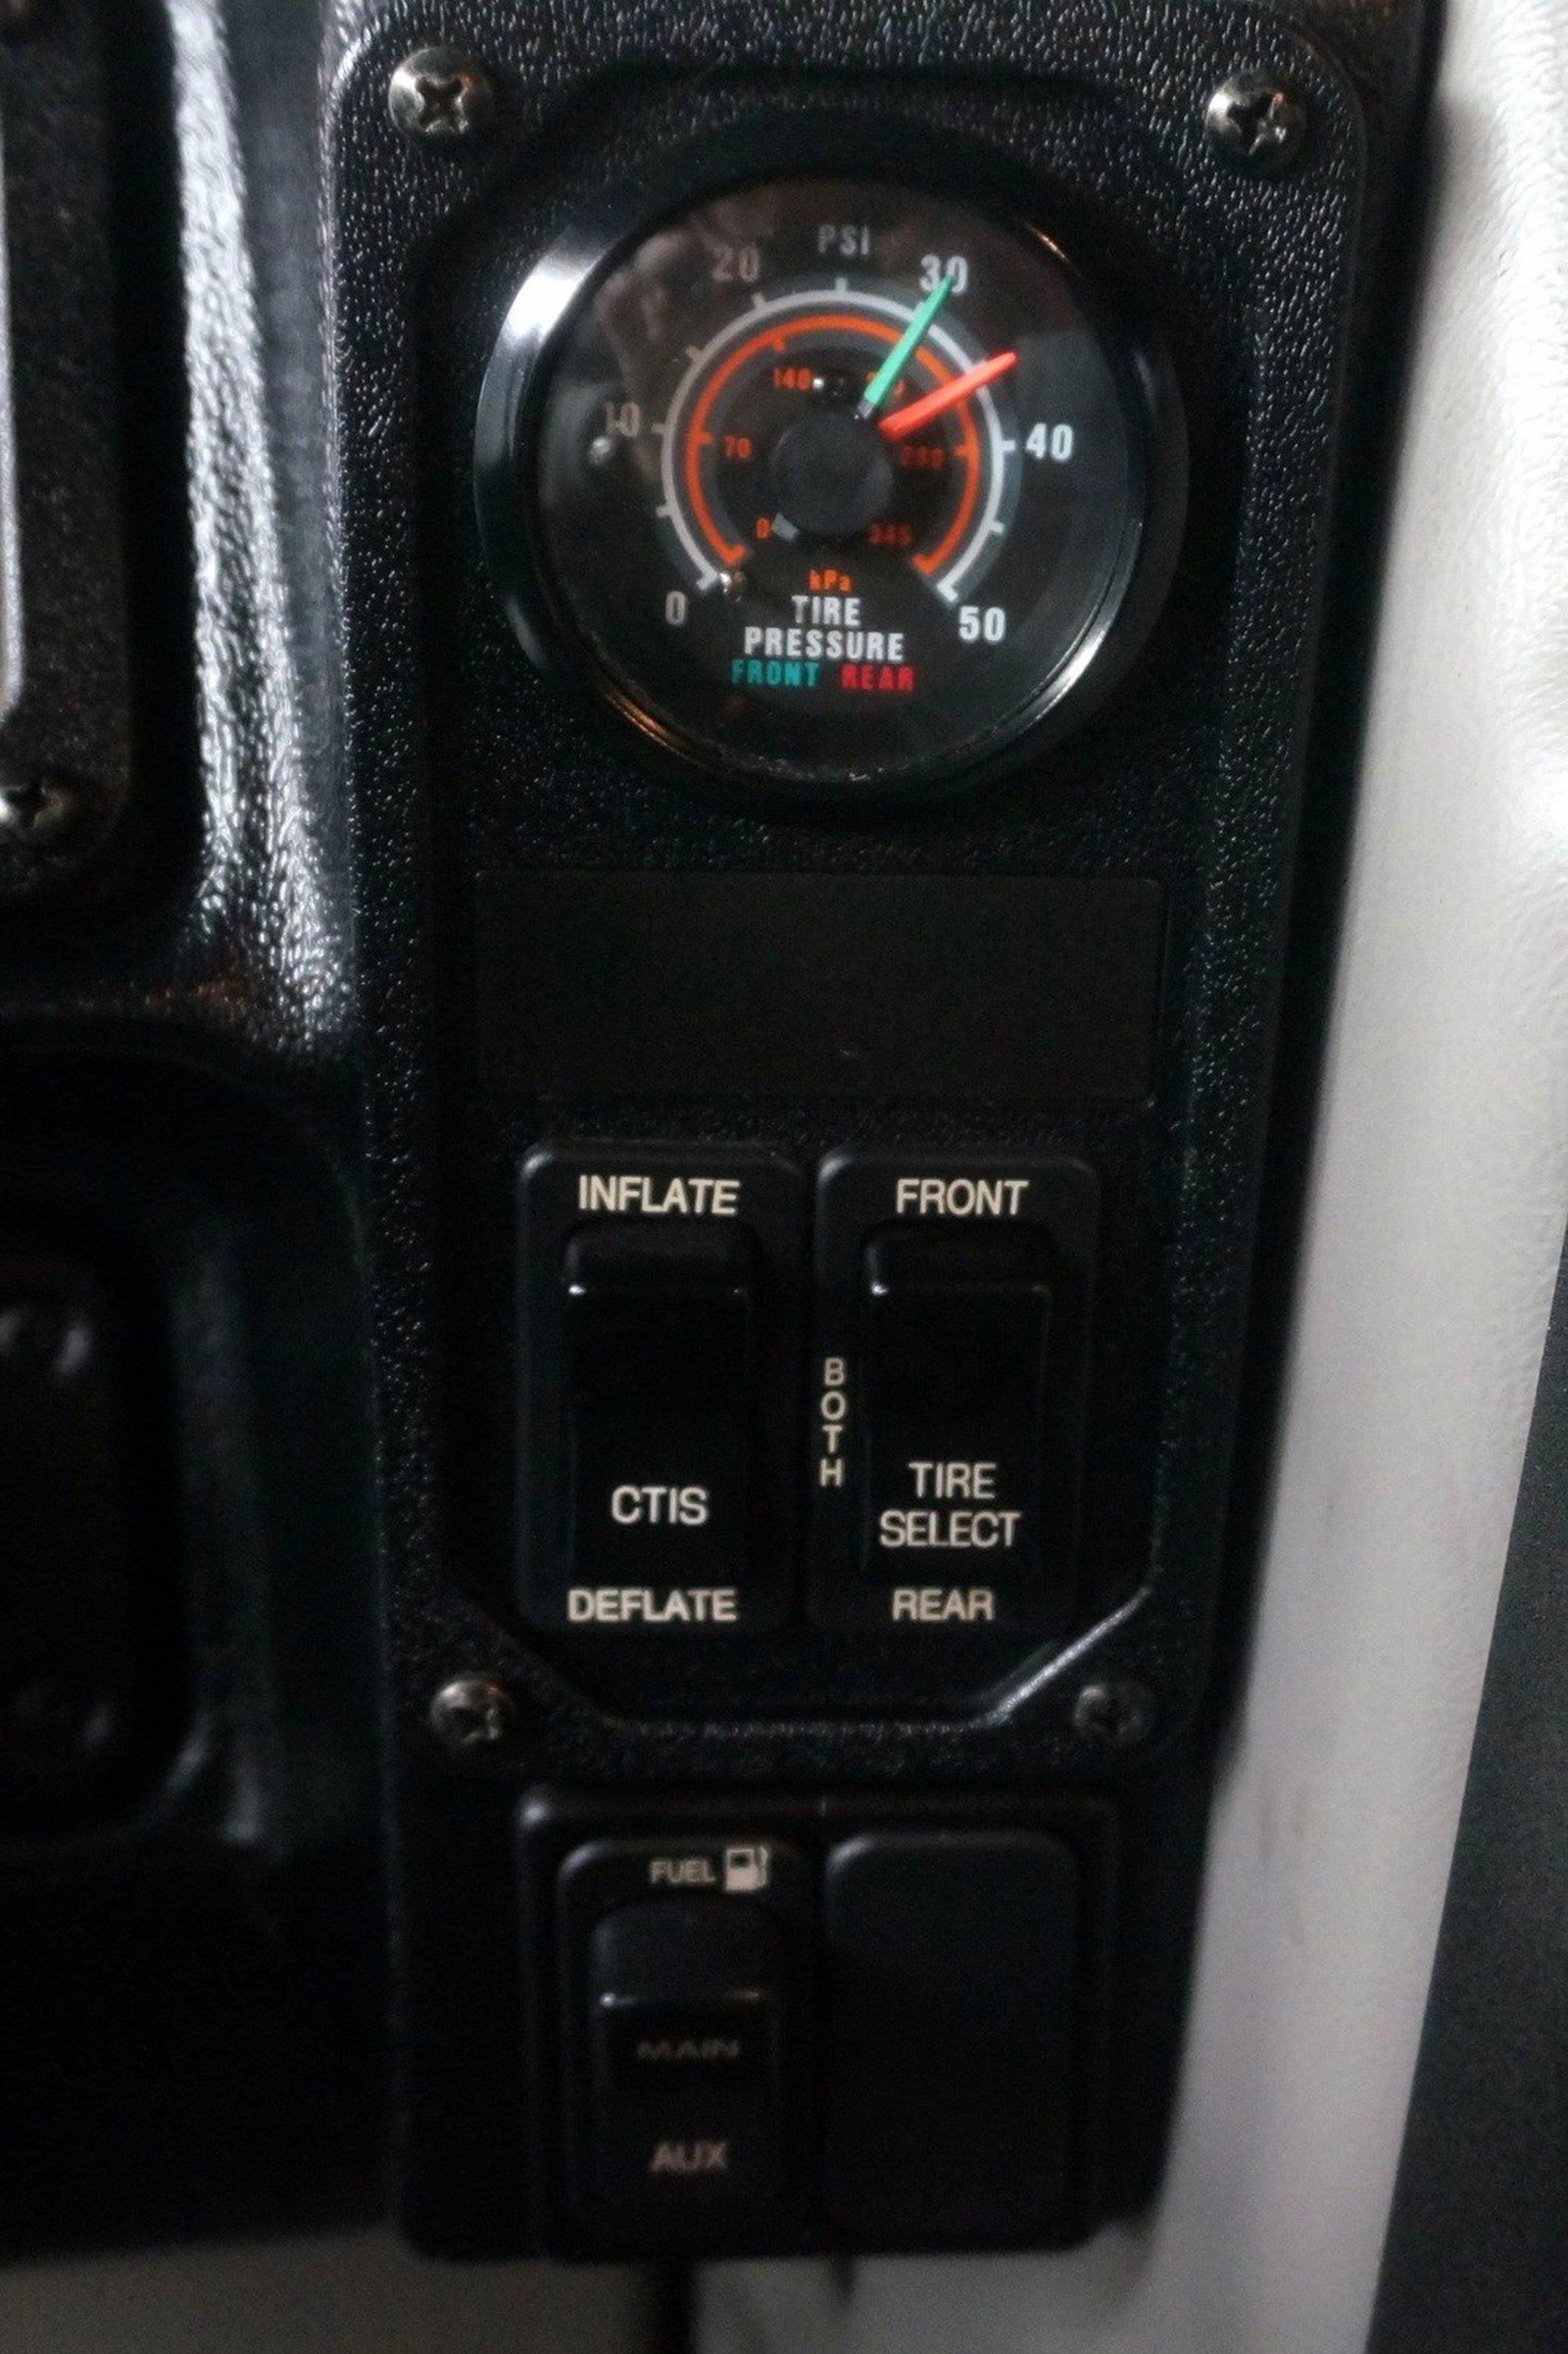 PSI
20 30
10 40
140
70 280
0 345
kPa
0 50
TIRE
PRESSURE
FRONT REAR
INFLATE
CTIS
DEFLATE
FRONT
BOTH
TIRE
SELECT
REAR
FUEL
MAIN
AUX